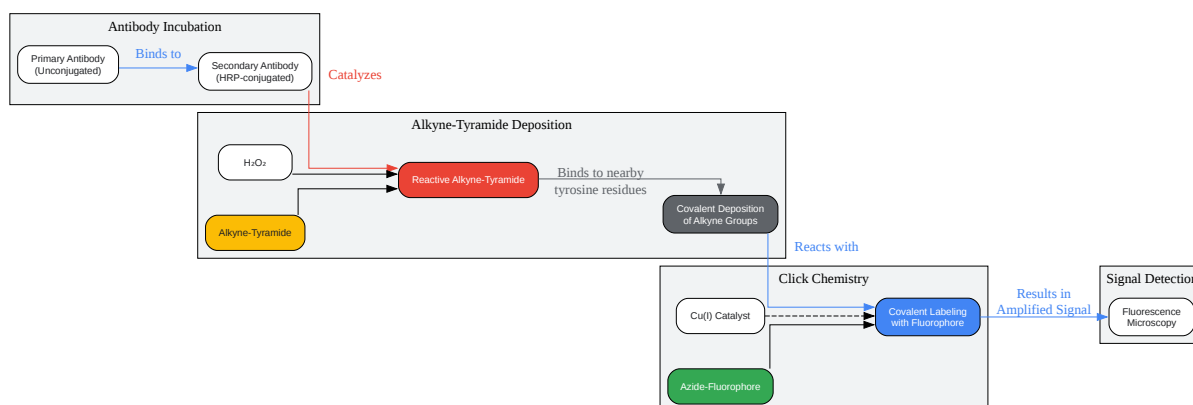 Antibody Incubation
Primary Antibody
(Unconjugated)
Binds to
Secondary Antibody
(HRP-conjugated)
Catalyzes
Alkyne-Tyramide Deposition
H₂O₂
Reactive Alkyne-Tyramide
Binds to nearby
tyrosine residues
Alkyne-Tyramide
Covalent Deposition
of Alkyne Groups
Reacts with
Click Chemistry
Cu(I) Catalyst
Covalent Labeling
with Fluorophore
Azide-Fluorophore
Results in
Amplified Signal
Signal Detection
Fluorescence
Microscopy